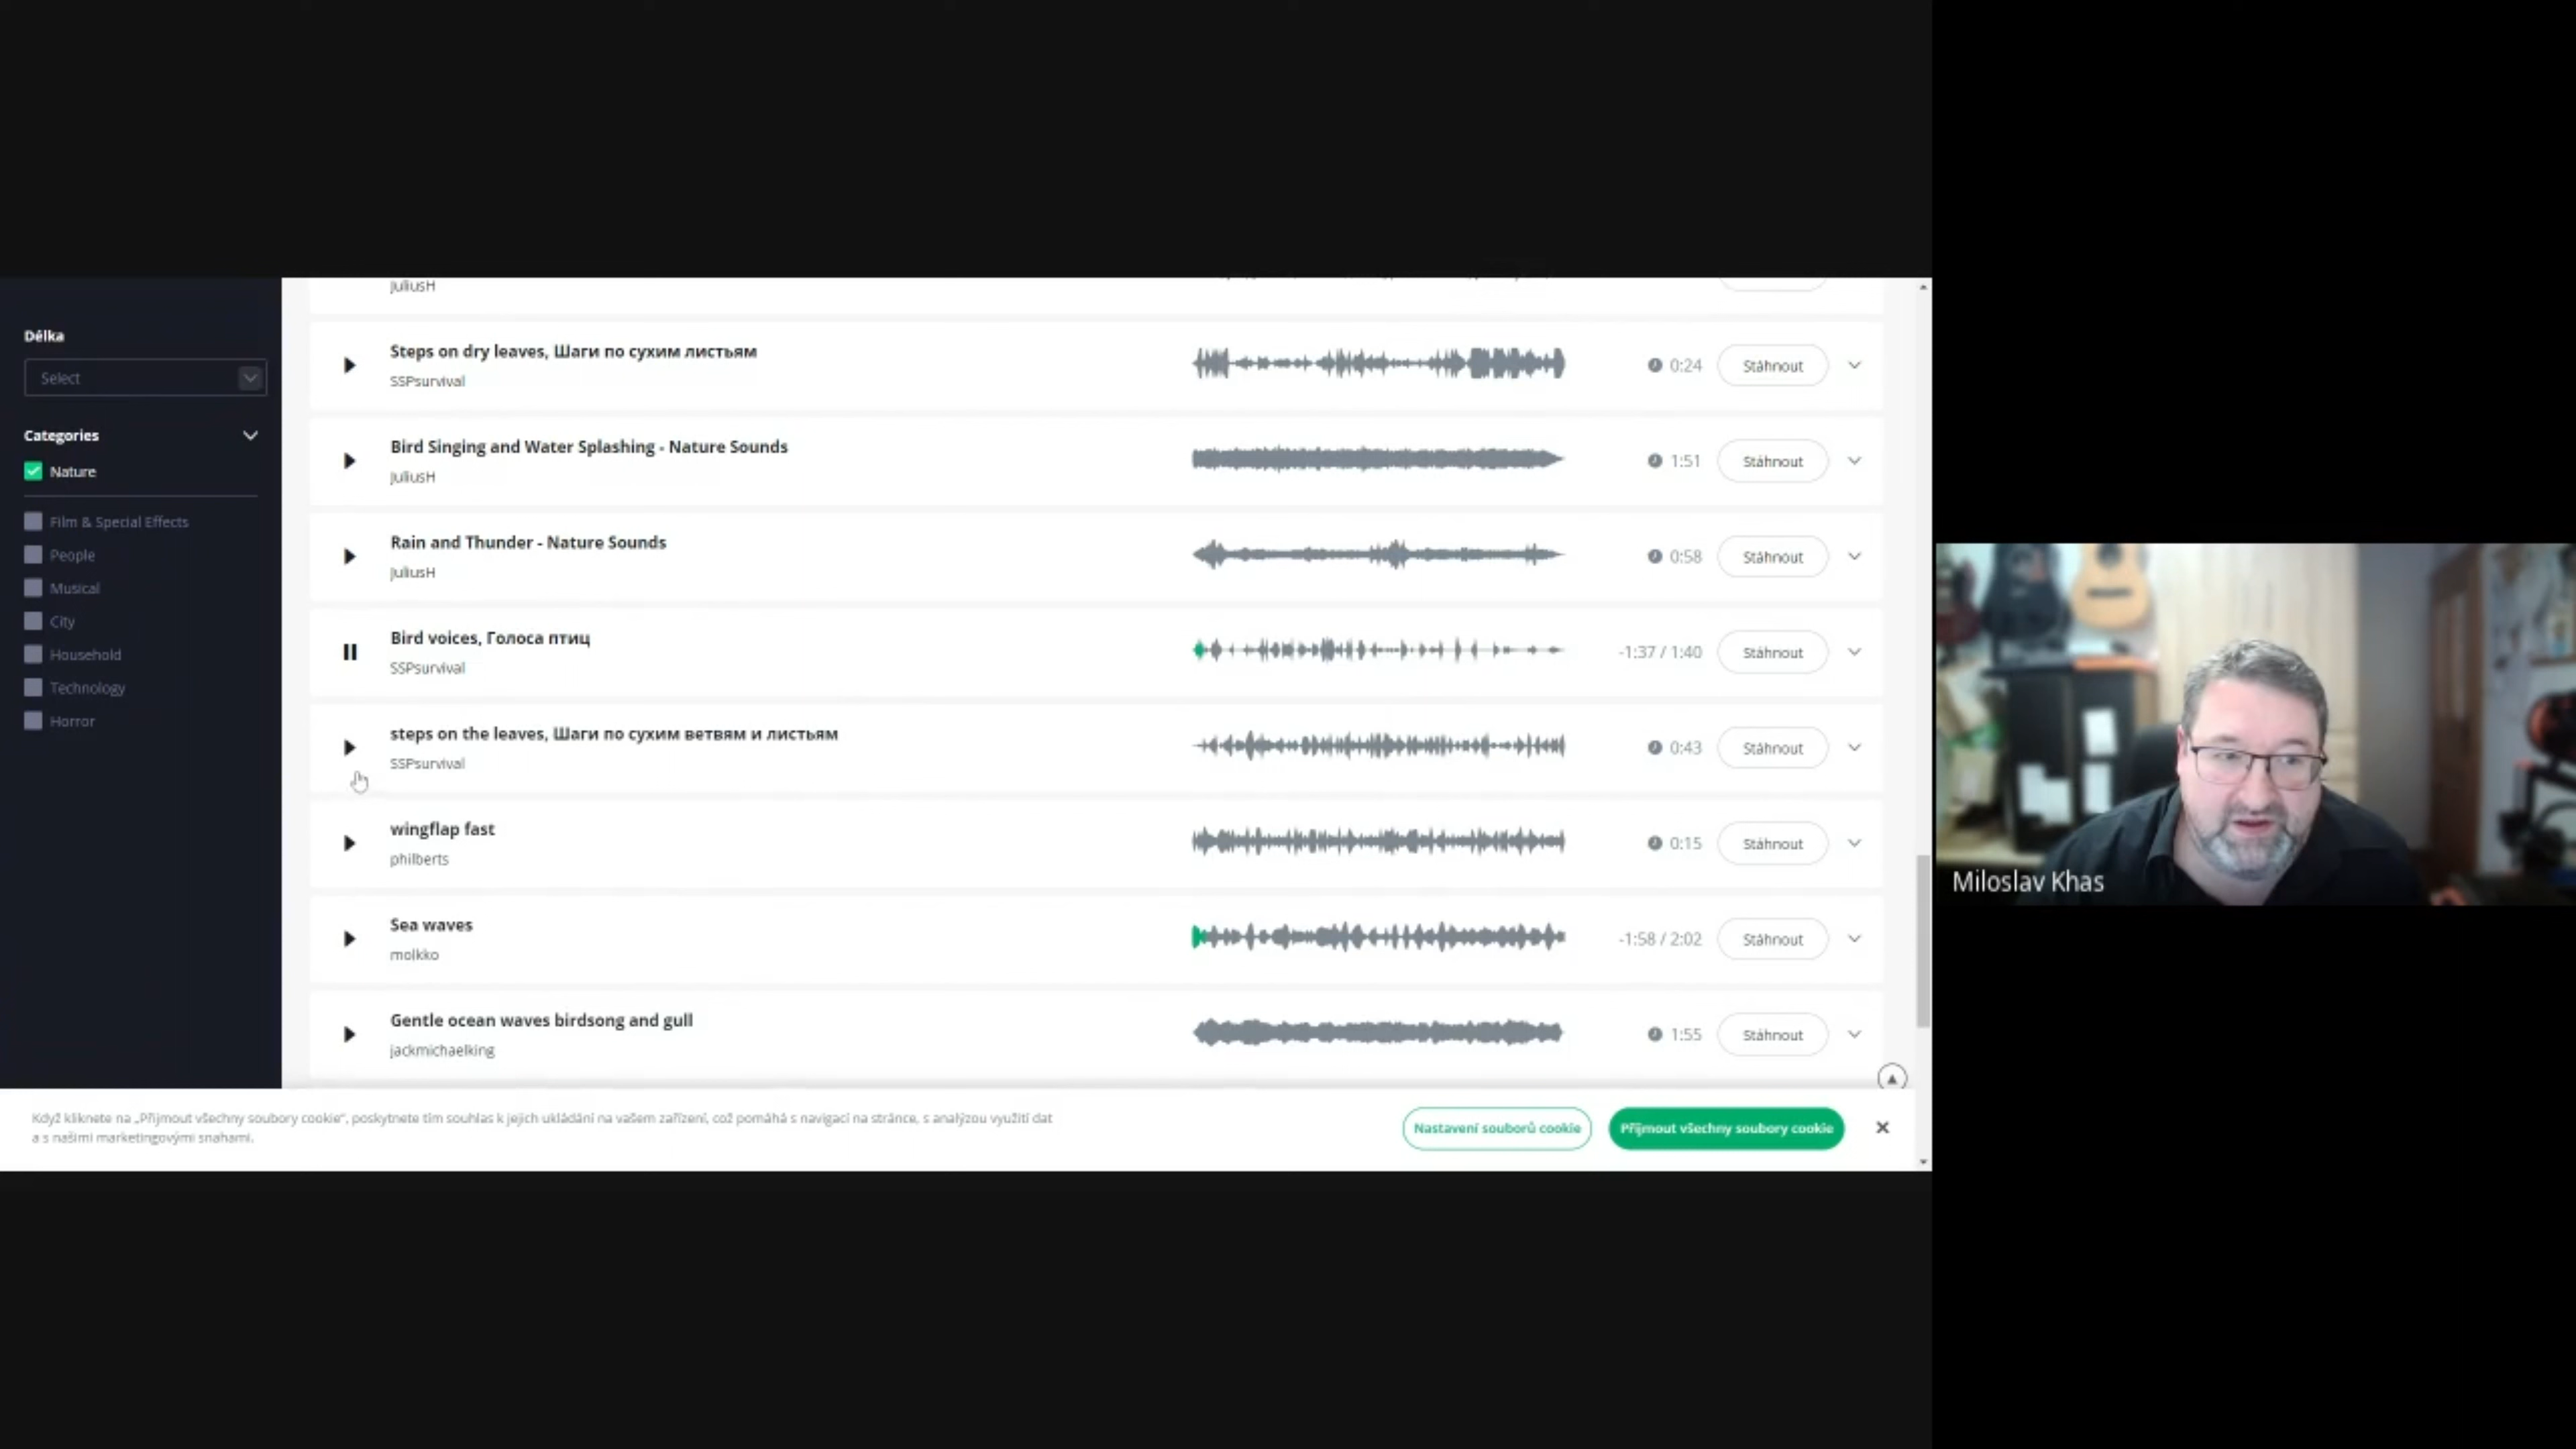 JuliusH
Délka
Select
Categories
Nature
Film & Special Effects
People
Musical
City
Household
Technology
Horror
Steps on dry leaves, Шаги по сухим листьям
SSPsurvival
0:24
Stáhnout
Bird Singing and Water Splashing - Nature Sounds
JuliusH
1:51
Stáhnout
Rain and Thunder - Nature Sounds
JuliusH
0:58
Stáhnout
Bird voices, Голоса птиц
SSPsurvival
-1:37 / 1:40
Stáhnout
steps on the leaves, Шаги по сухим ветвям и листьям
SSPsurvival
0:43
Stáhnout
wingflap fast
philberts
0:15
Stáhnout
Sea waves
molkko
-1:58 / 2:02
Stáhnout
Gentle ocean waves birdsong and gull
jackmichaelking
1:55
Stáhnout
Když kliknete na „Přijmout všechny soubory cookie“, poskytnete tím souhlas k jejich ukládání na vašem zařízení, což pomáhá s navigací na stránce, s analýzou využití dat
a s našimi marketingovými snahami.
Nastavení souborů cookie
Přijmout všechny soubory cookie
Miloslav Khas